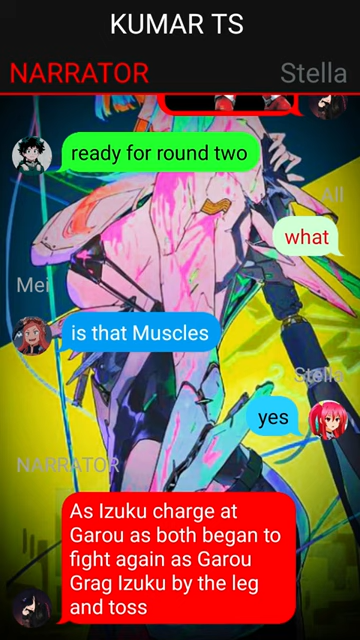 KUMAR TS
NARRATOR
Stella
ready for round two
All
what
Mei
is that Muscles
Stella
yes
NARRATOR
As Izuku charge at
Garou as both began to
fight again as Garou
Grag Izuku by the leg
and toss